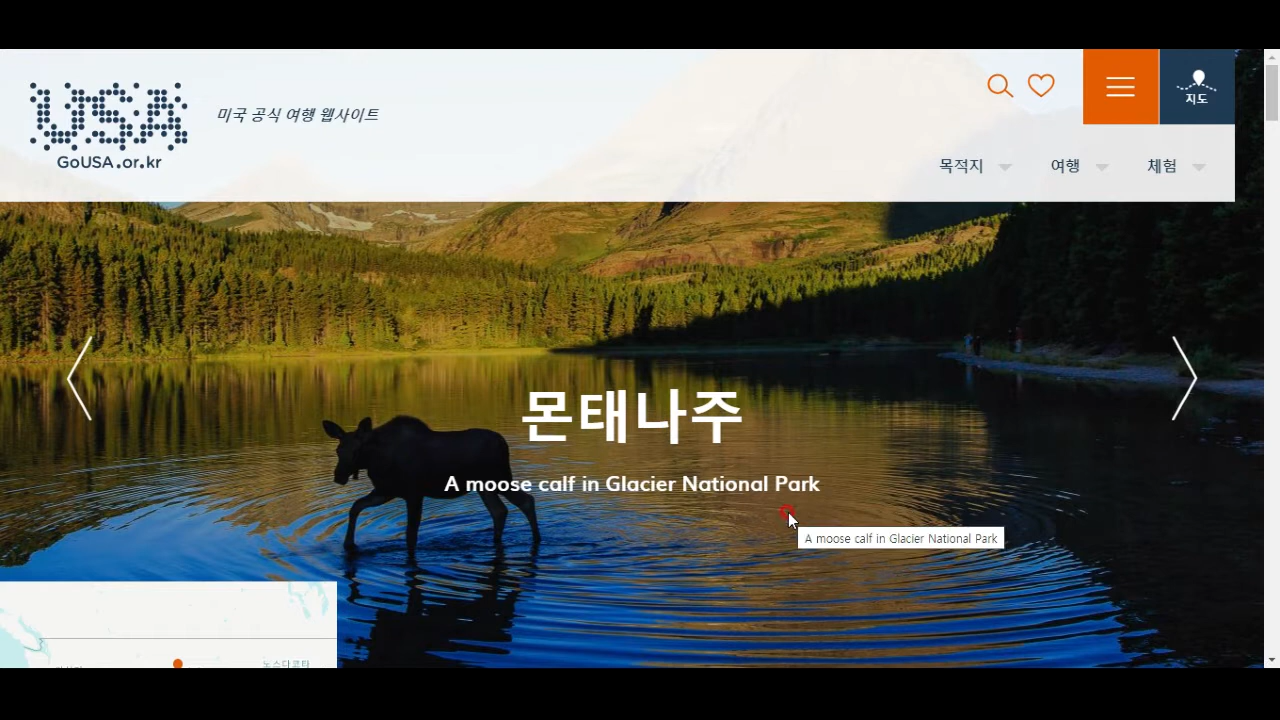 USA
GoUSA.or.kr
미국 공식 여행 웹사이트
지도
목적지
여행
체험
몬태나주
A moose calf in Glacier National Park
A moose calf in Glacier National Park
노스다코타